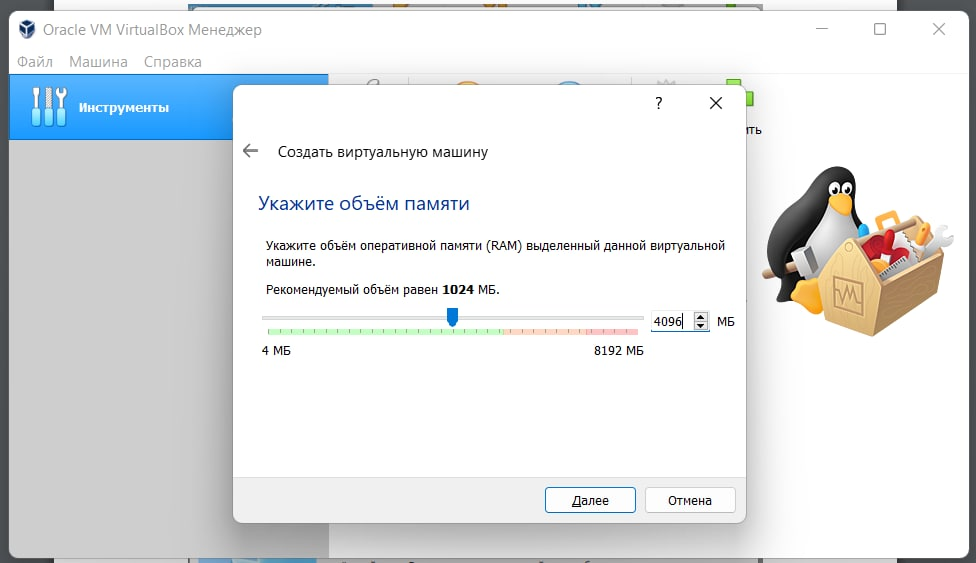 Oracle VM VirtualBox Менеджер
Файл Машина Справка
Инструменты
?
Создать виртуальную машину
Укажите объём памяти
Укажите объём оперативной памяти (RAM) выделенный данной виртуальной
машине.
Рекомендуемый объём равен 1024 МБ.
4096 МБ
4 МБ 8192 МБ
Далее Отмена